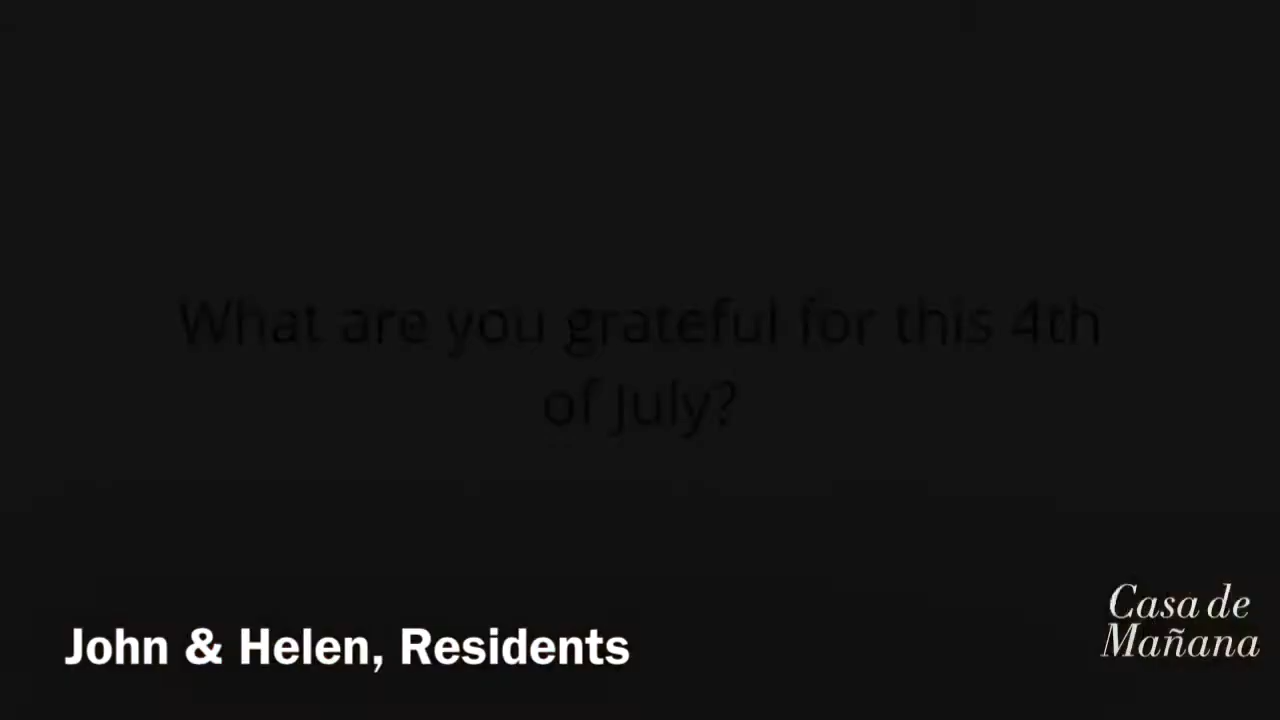 What are you grateful for this 4th
of July?
John & Helen, Residents
Casa de
Mañana